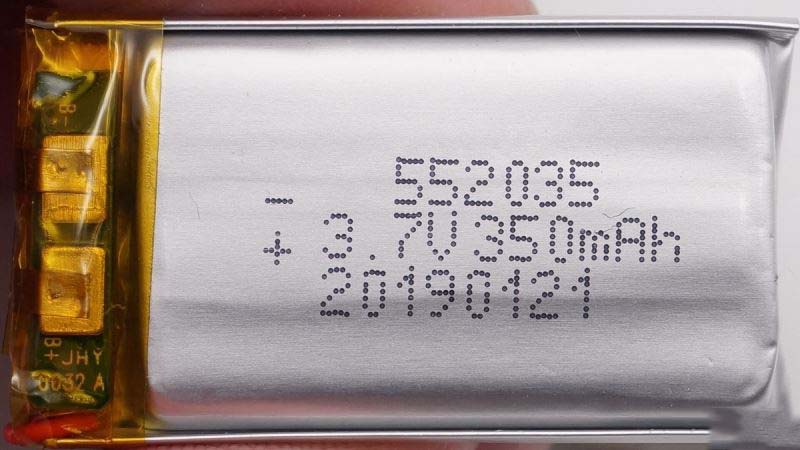 552035
- 3.7V 350mAh
+ 20190121
B-
B+
JHY
0032 A